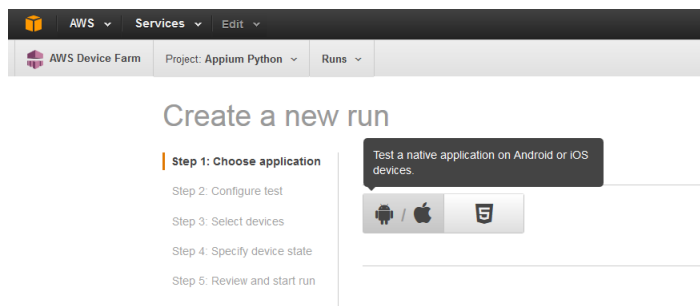 AWS Services Edit
AWS Device Farm Project: Appium Python Runs
Create a new run
Step 1: Choose application
Step 2: Configure test
Step 3: Select devices
Step 4: Specify device state
Step 5: Review and start run
Test a native application on Android or iOS
devices.
/ 5